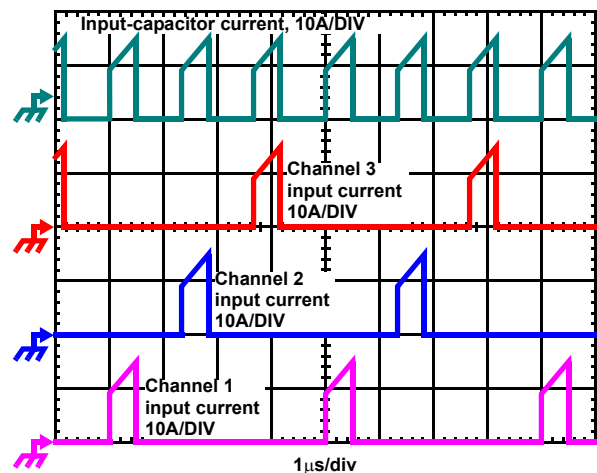 Input-capacitor current, 10A/DIV
Channel 3
input current
10A/DIV
Channel 2
input current
10A/DIV
Channel 1
input current
10A/DIV
1μs/div